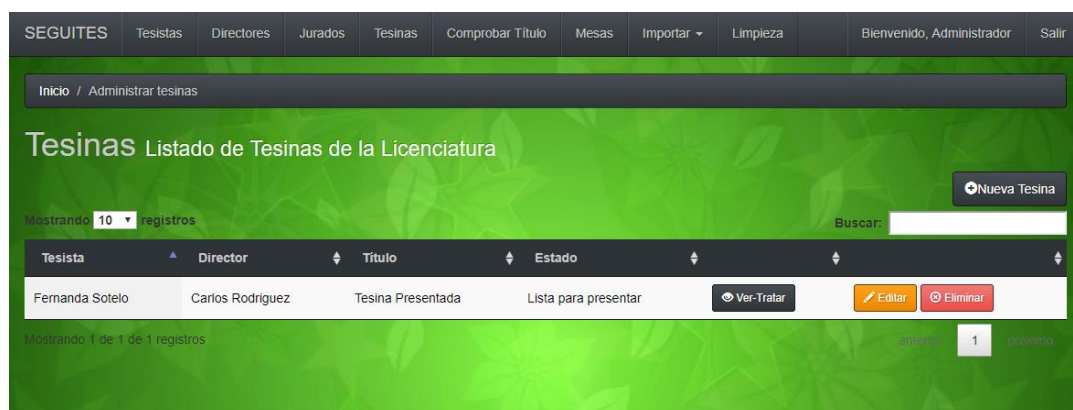 SEGUITES Tesistas Directores Jurados Tesinas Comprobar Título Mesas Importar Limpieza Bienvenido, Administrador Salir
Inicio / Administrar tesinas
Tesinas Listado de Tesinas de la Licenciatura
Nueva Tesina
Mostrando 10 registros Buscar:
Tesista Director Título Estado
Fernanda Sotelo Carlos Rodriguez Tesina Presentada Lista para presentar Ver-Tratar Editar Eliminar
Mostrando 1 de 1 de 1 registros anterior 1 próximo